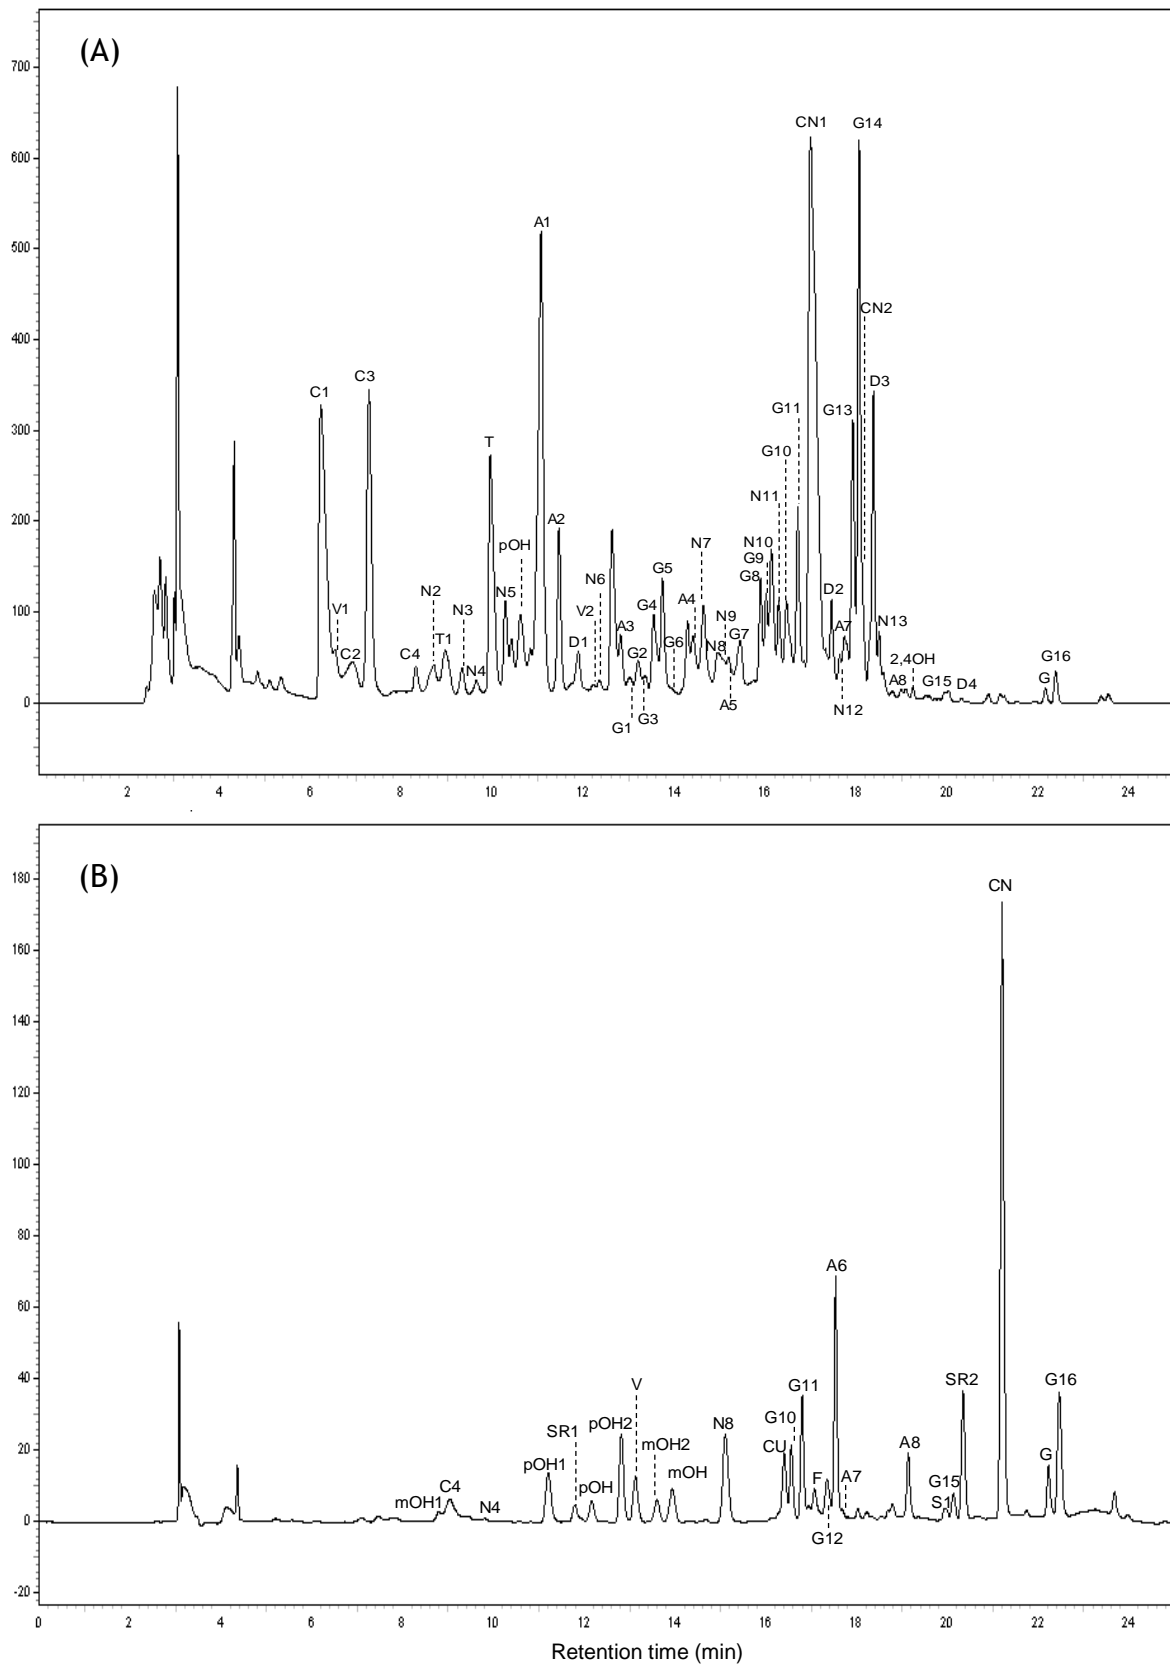 (A)
700
600
500
400
300
200
100
0
CN1
G14
A1
CN2
C3
C1
D3
G11
G13
T
G10
A2
N11
pOH
N7
N10
N2
N6
G9
G5
G8
N5
V1
N3
V2
G4
A4
N9
D2
A3
G7
A7
N13
T1
D1
G6
N8
C2
C4
G2
2,4OH
N4
A8
G15
D4
G
G16
G1
G3
A5
N12
2
4
6
8
10
12
14
16
18
20
22
24
(B)
180
160
140
120
100
80
60
40
20
0
-20
CN
A6
V
G11
SR2
G16
pOH2
SR1
N8
G10
mOH2
CU
A8
pOH1
mOH
F
A7
G15
G
C4
pOH
mOH1
N4
S1
G12
0
2
4
6
8
10
12
14
16
18
20
22
24
Retention time (min)